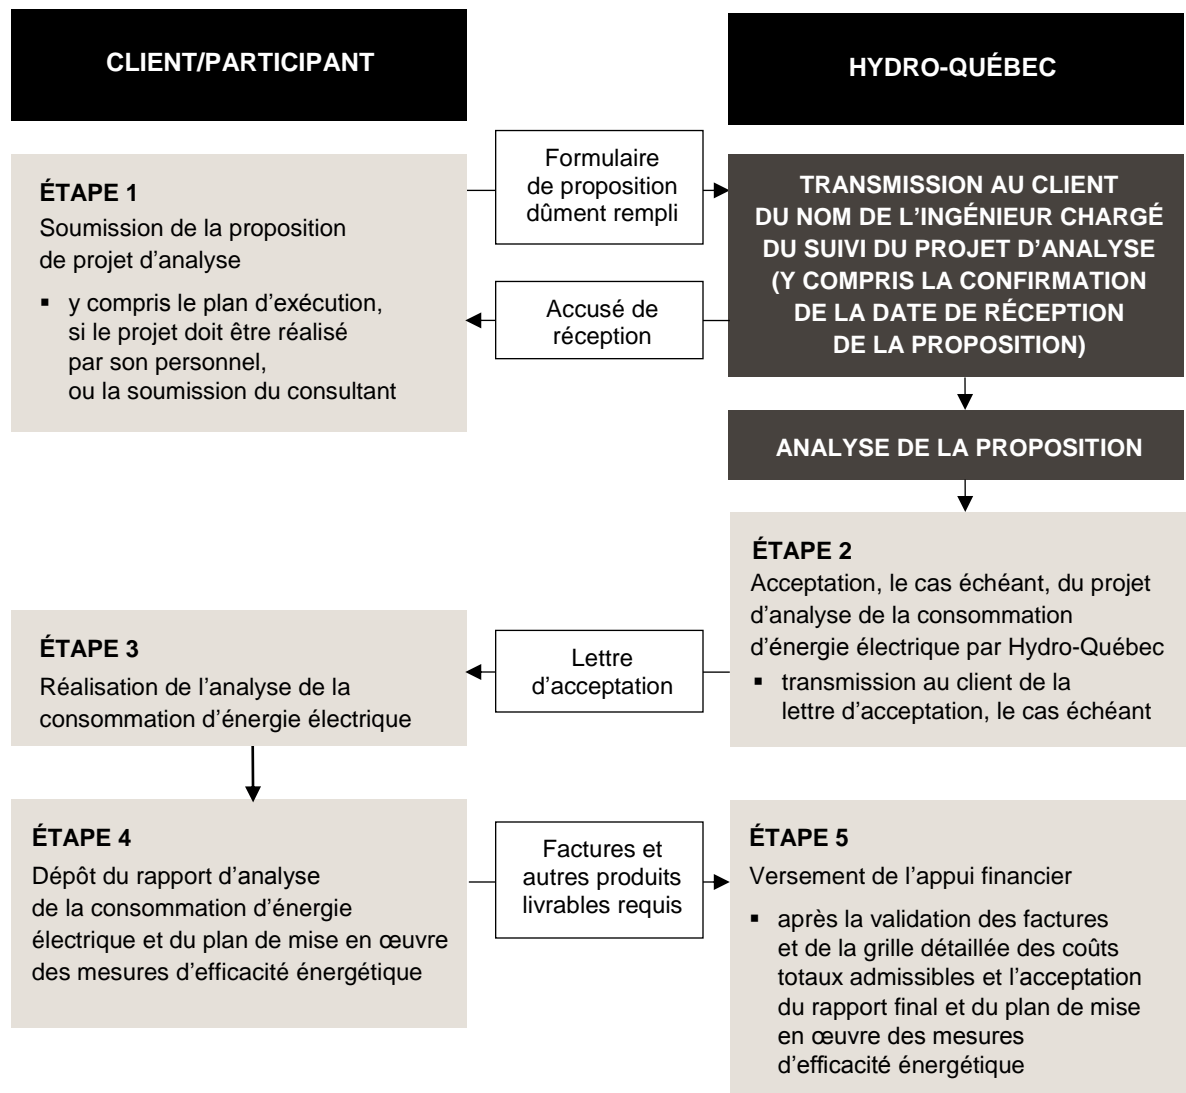 CLIENT/PARTICIPANT
HYDRO-QUÉBEC
ÉTAPE 1
Soumission de la proposition
de projet d’analyse
▪ y compris le plan d’exécution,
si le projet doit être réalisé
par son personnel,
ou la soumission du consultant
Formulaire
de proposition
dûment rempli
Accusé de
réception
TRANSMISSION AU CLIENT
DU NOM DE L’INGÉNIEUR CHARGÉ
DU SUIVI DU PROJET D’ANALYSE
(Y COMPRIS LA CONFIRMATION
DE LA DATE DE RÉCEPTION
DE LA PROPOSITION)
ANALYSE DE LA PROPOSITION
ÉTAPE 2
Acceptation, le cas échéant, du projet
d’analyse de la consommation
d’énergie électrique par Hydro-Québec
▪ transmission au client de la
lettre d’acceptation, le cas échéant
Lettre
d’acceptation
ÉTAPE 3
Réalisation de l’analyse de la
consommation d’énergie électrique
ÉTAPE 4
Dépôt du rapport d’analyse
de la consommation d’énergie
électrique et du plan de mise en œuvre
des mesures d’efficacité énergétique
Factures et
autres produits
livrables requis
ÉTAPE 5
Versement de l’appui financier
▪ après la validation des factures
et de la grille détaillée des coûts
totaux admissibles et l’acceptation
du rapport final et du plan de mise
en œuvre des mesures
d’efficacité énergétique